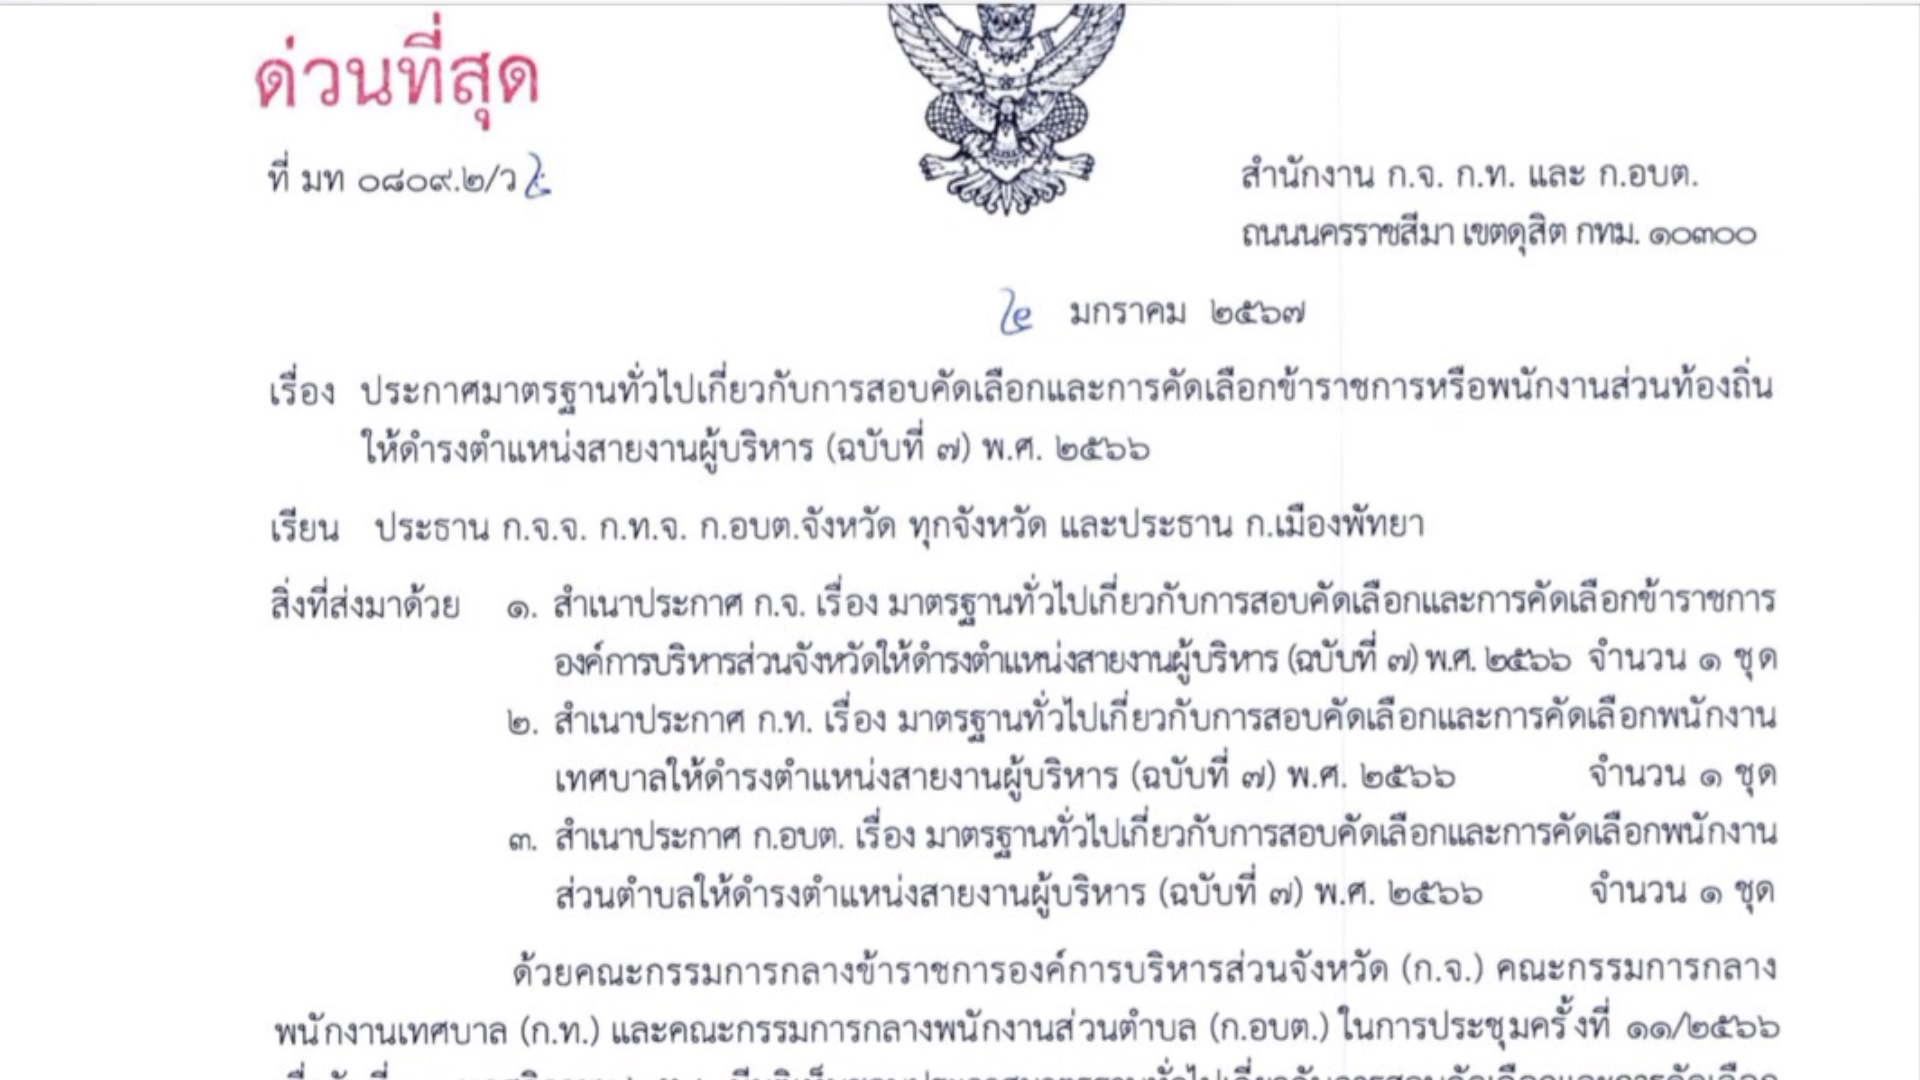 ด่วนที่สุด
ที่ มท ๐๘๐๙.๒/ว
สำนักงาน ก.จ. ก.ท. และ ก.อบต.
ถนนนครราชสีมา เขตดุสิต กทม. ๑๐๓๐๐
มกราคม ๒๕๖๗
เรื่อง ประกาศมาตรฐานทั่วไปเกี่ยวกับการสอบคัดเลือกและการคัดเลือกข้าราชการหรือพนักงานส่วนท้องถิ่น
ให้ดำรงตำแหน่งสายงานผู้บริหาร (ฉบับที่ ๗) พ.ศ. ๒๕๖๖
เรียน ประธาน ก.จ.จ. ก.ท.จ. ก.อบต.จังหวัด ทุกจังหวัด และประธาน ก.เมืองพัทยา
สิ่งที่ส่งมาด้วย ๑. สำเนาประกาศ ก.จ. เรื่อง มาตรฐานทั่วไปเกี่ยวกับการสอบคัดเลือกและการคัดเลือกข้าราชการ
องค์การบริหารส่วนจังหวัดให้ดำรงตำแหน่งสายงานผู้บริหาร (ฉบับที่ ๗) พ.ศ. ๒๕๖๖ จำนวน ๑ ชุด
๒. สำเนาประกาศ ก.ท. เรื่อง มาตรฐานทั่วไปเกี่ยวกับการสอบคัดเลือกและการคัดเลือกพนักงาน
เทศบาลให้ดำรงตำแหน่งสายงานผู้บริหาร (ฉบับที่ ๗) พ.ศ. ๒๕๖๖ จำนวน ๑ ชุด
๓. สำเนาประกาศ ก.อบต. เรื่อง มาตรฐานทั่วไปเกี่ยวกับการสอบคัดเลือกและการคัดเลือกพนักงาน
ส่วนตำบลให้ดำรงตำแหน่งสายงานผู้บริหาร (ฉบับที่ ๗) พ.ศ. ๒๕๖๖ จำนวน ๑ ชุด
ด้วยคณะกรรมการกลางข้าราชการองค์การบริหารส่วนจังหวัด (ก.จ.) คณะกรรมการกลาง
พนักงานเทศบาล (ก.ท.) และคณะกรรมการกลางพนักงานส่วนตำบล (ก.อบต.) ในการประชุมครั้งที่ ๑๑/๒๕๖๖